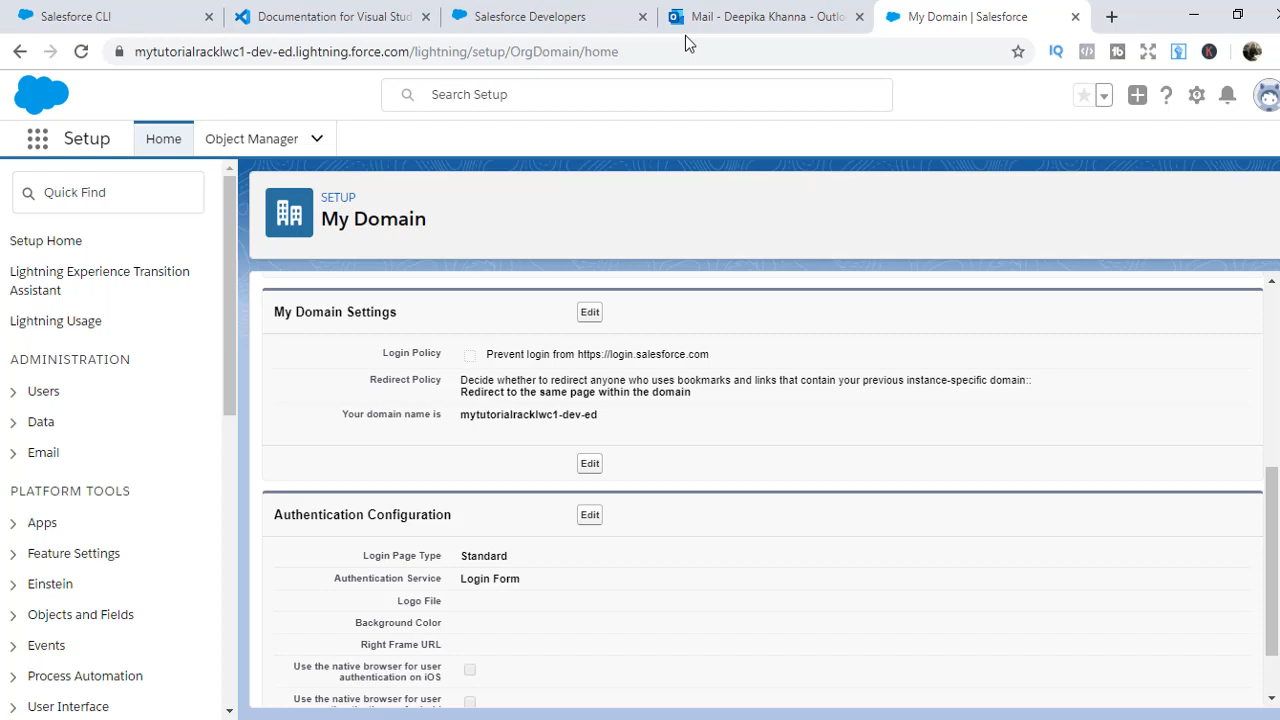 Salesforce CLI
Documentation for Visual Stud
Salesforce Developers
Mail - Deepika Khanna - Outlo
My Domain | Salesforce
mytutorialracklwc1-dev-ed.lightning.force.com/lightning/setup/OrgDomain/home
Search Setup
Setup
Home
Object Manager
Quick Find
SETUP
My Domain
Setup Home
Lightning Experience Transition
Assistant
Lightning Usage
ADMINISTRATION
Users
Data
Email
PLATFORM TOOLS
Apps
Feature Settings
Einstein
Objects and Fields
Events
Process Automation
User Interface
My Domain Settings
Edit
Login Policy
Prevent login from https://login.salesforce.com
Redirect Policy
Decide whether to redirect anyone who uses bookmarks and links that contain your previous instance-specific domain::
Redirect to the same page within the domain
Your domain name is
mytutorialracklwc1-dev-ed
Edit
Authentication Configuration
Edit
Login Page Type
Standard
Authentication Service
Login Form
Logo File
Background Color
Right Frame URL
Use the native browser for user
authentication on iOS
Use the native browser for user